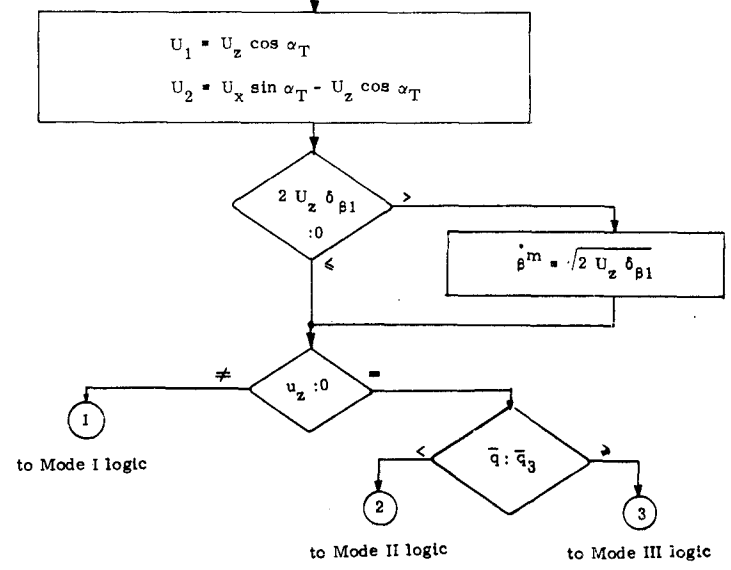 U₁ = U_z cos α_T
U₂ = U_x sin α_T - U_z cos α_T
2 U_z δ_β1
:0
>
≤
β̇^m = √(2 U_z δ_β1)
≠
u_z :0
=
1
to Mode I logic
<
q̄ : q̄₃
≥
2
3
to Mode II logic
to Mode III logic